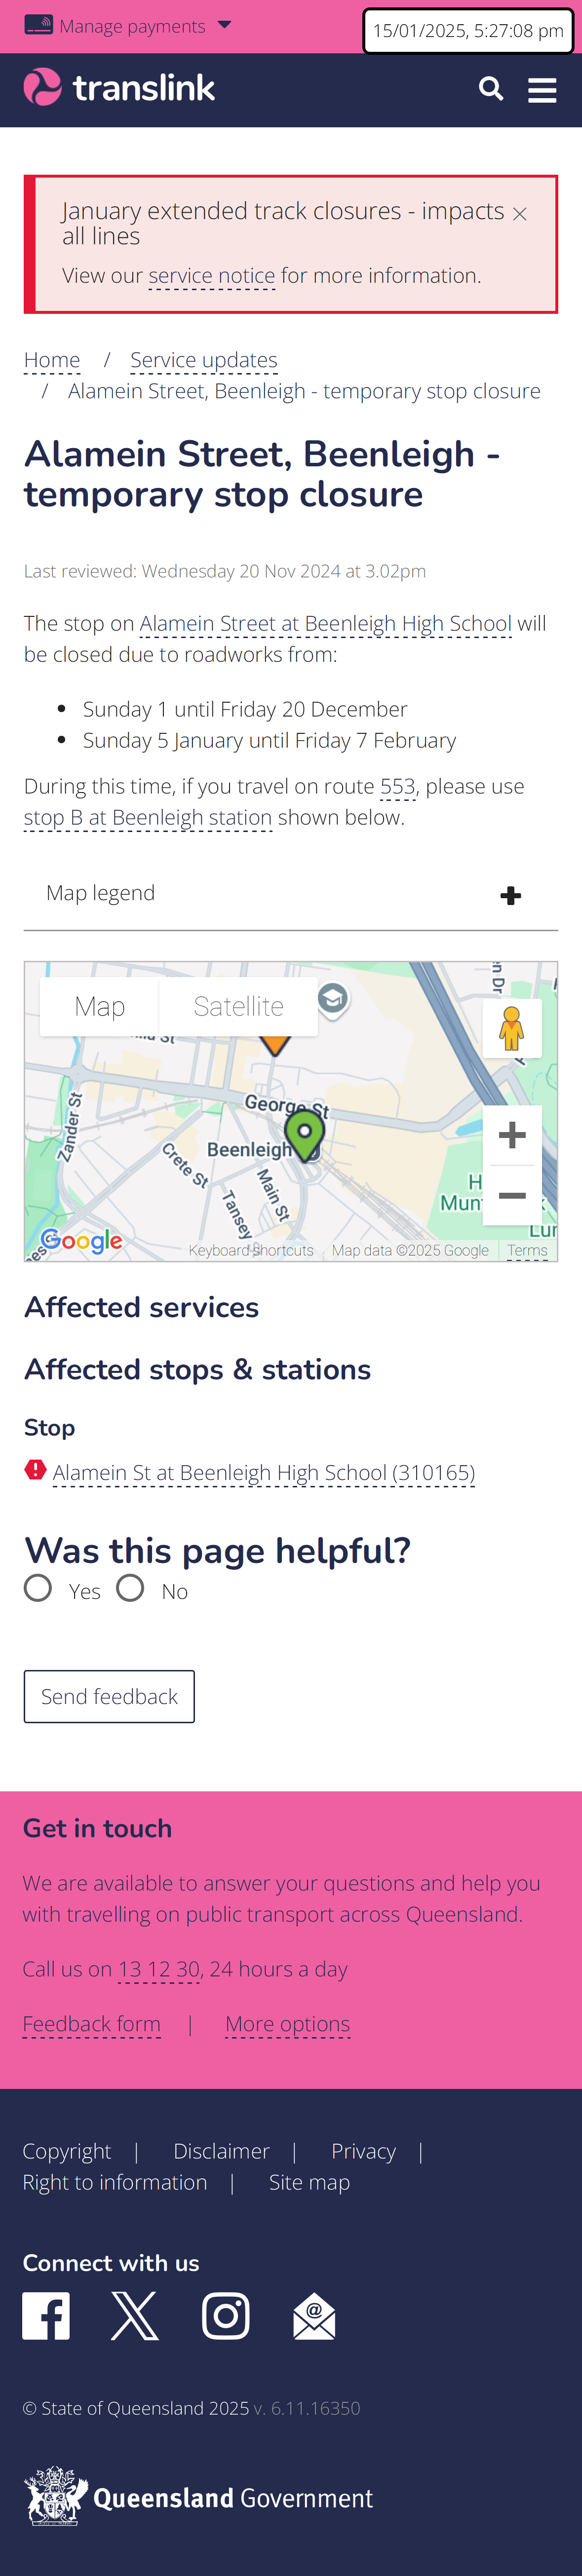 Manage payments
15/01/2025, 5:27:08 pm
translink
January extended track closures - impacts
all lines
View our service notice for more information.
Home / Service updates
/ Alamein Street, Beenleigh - temporary stop closure
Alamein Street, Beenleigh -
temporary stop closure
Last reviewed: Wednesday 20 Nov 2024 at 3.02pm
The stop on Alamein Street at Beenleigh High School will
be closed due to roadworks from:
• Sunday 1 until Friday 20 December
• Sunday 5 January until Friday 7 February
During this time, if you travel on route 553, please use
stop B at Beenleigh station shown below.
Map legend
Map Satellite
George St
Zander St
Beenleigh
Crete St
Main St
Tansey
Google
Keyboard shortcuts Map data ©2025 Google Terms
Affected services
Affected stops & stations
Stop
Alamein St at Beenleigh High School (310165)
Was this page helpful?
Yes No
Send feedback
Get in touch
We are available to answer your questions and help you
with travelling on public transport across Queensland.
Call us on 13 12 30, 24 hours a day
Feedback form | More options
Copyright | Disclaimer | Privacy |
Right to information | Site map
Connect with us
© State of Queensland 2025 v. 6.11.16350
Queensland Government